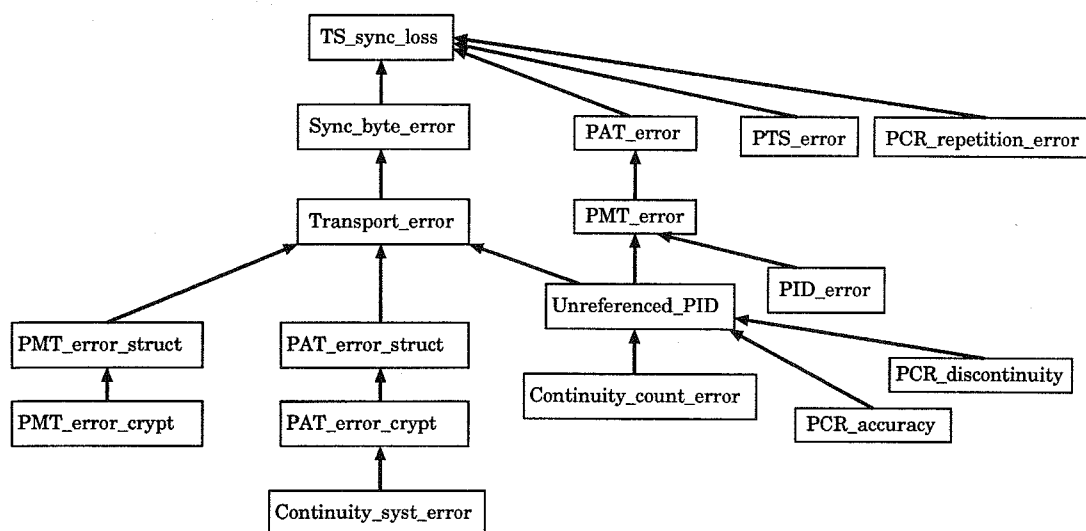 TS_sync_loss
Sync_byte_error
PAT_error
PTS_error
PCR_repetition_error
Transport_error
PMT_error
PID_error
Unreferenced_PID
PMT_error_struct
PAT_error_struct
PCR_discontinuity
Continuity_count_error
PMT_error_crypt
PAT_error_crypt
PCR_accuracy
Continuity_syst_error